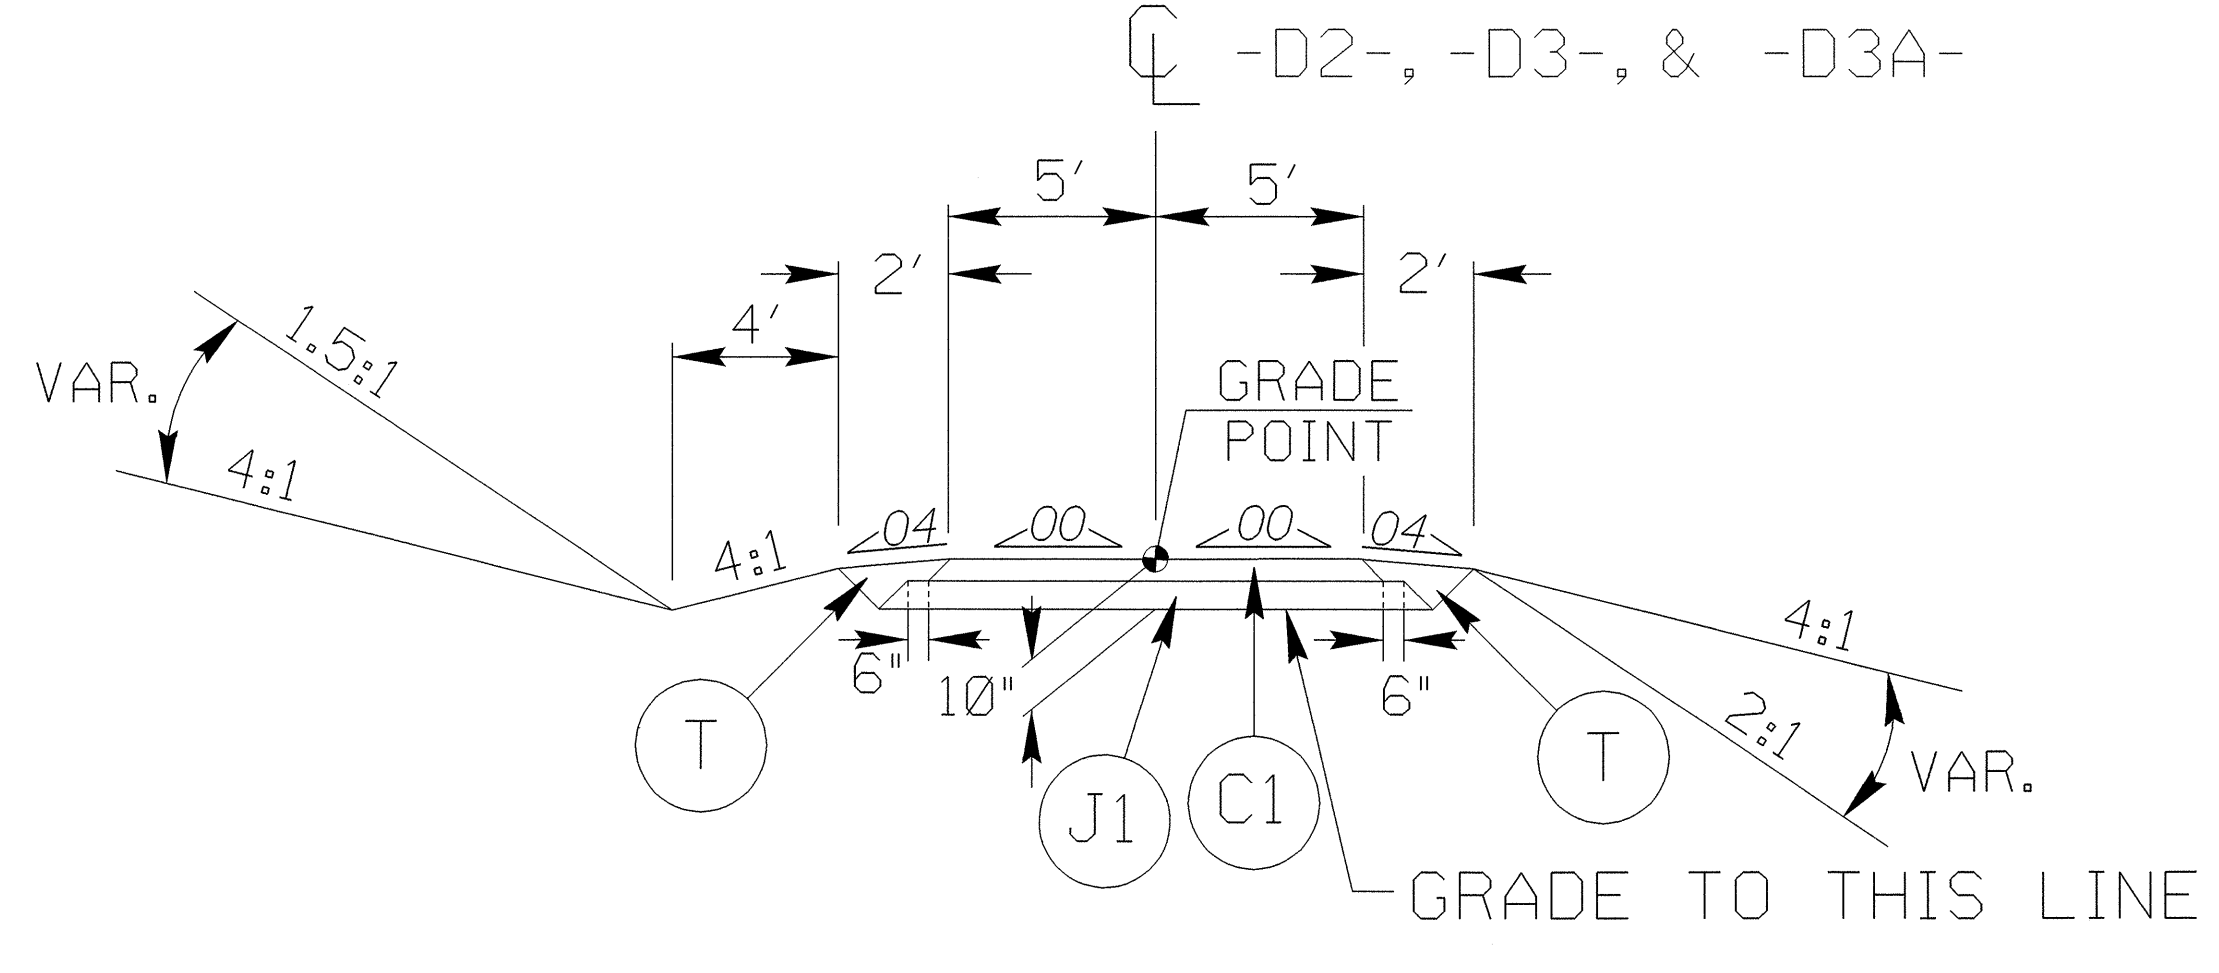 ℄ -D2-, -D3-, & -D3A-
5' 5'
2' 2'
4'
1.5:1
VAR.
4:1
GRADE
POINT
4:1 04 00 00 04
4:1
6" 10" 6"
2:1
T J1 C1 T
VAR.
GRADE TO THIS LINE